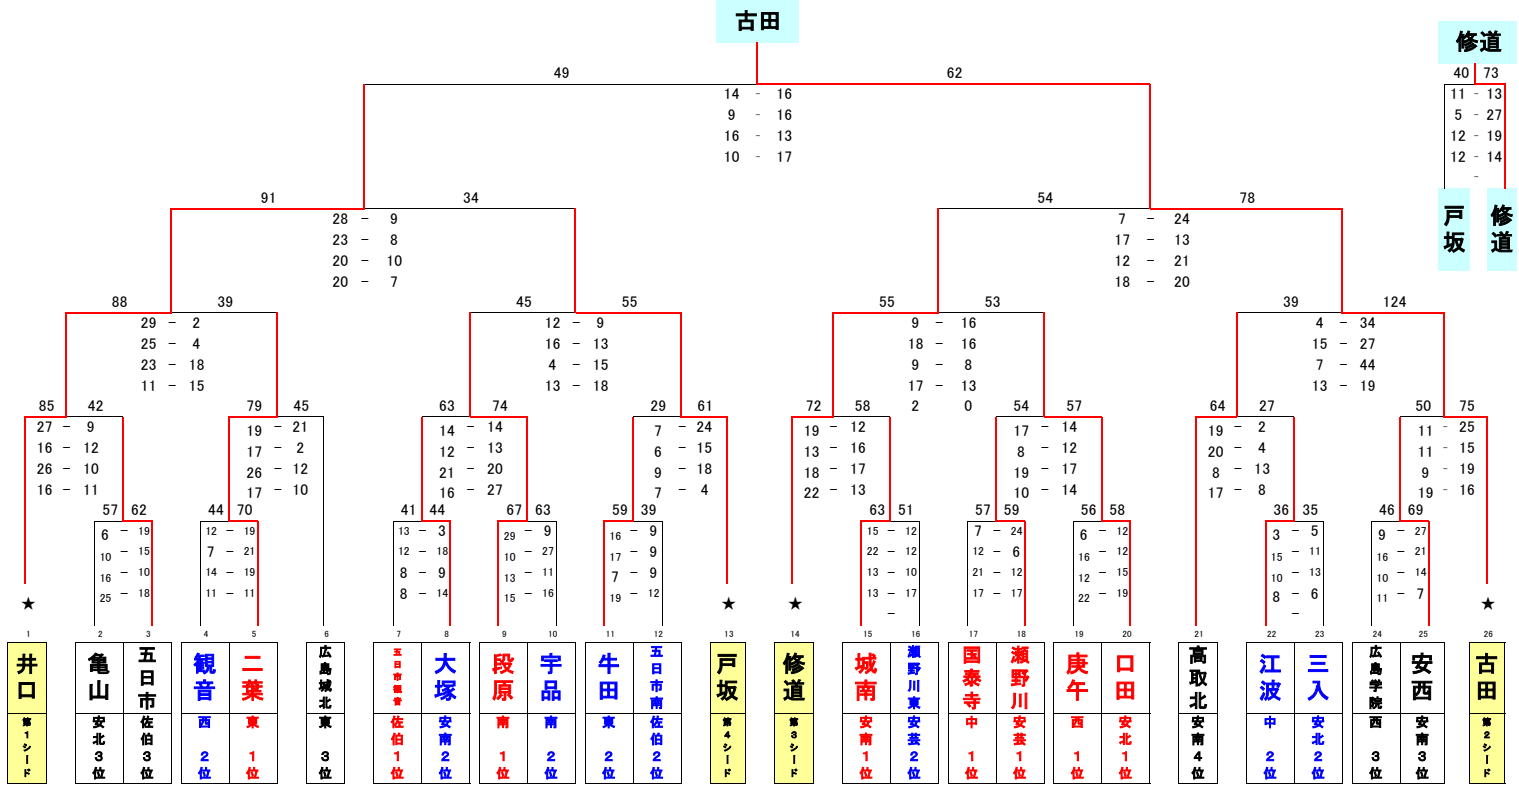 古田
修道
49 62
40 73
14 - 16
9 - 16
16 - 13
10 - 17
11 - 13
5 - 27
12 - 19
12 - 14
-
戸坂 修道
91 34
28 - 9
23 - 8
20 - 10
20 - 7
54 78
7 - 24
17 - 13
12 - 21
18 - 20
88 39
29 - 2
25 - 4
23 - 18
11 - 15
45 55
12 - 9
16 - 13
4 - 15
13 - 18
55 53
9 - 16
18 - 16
9 - 8
17 - 13
2 0
39 124
4 - 34
15 - 27
7 - 44
13 - 19
85 42
27 - 9
16 - 12
26 - 10
16 - 11
79 45
19 - 21
17 - 2
26 - 12
17 - 10
63 74
14 - 14
12 - 13
21 - 20
16 - 27
29 61
7 - 24
6 - 15
9 - 18
7 - 4
72 58
19 - 12
13 - 16
18 - 17
22 - 13
54 57
17 - 14
8 - 12
19 - 17
10 - 14
64 27
19 - 2
20 - 4
8 - 13
17 - 8
50 75
11 - 25
11 - 15
9 - 19
19 - 16
57 62
6 - 19
10 - 15
16 - 10
25 - 18
44 70
12 - 19
7 - 21
14 - 19
11 - 11
41 44
13 - 3
12 - 18
8 - 9
8 - 14
67 63
29 - 9
10 - 27
13 - 11
15 - 16
59 39
16 - 9
17 - 9
7 - 9
19 - 12
63 51
15 - 12
22 - 12
13 - 10
13 - 17
-
57 59
7 - 24
12 - 6
21 - 12
17 - 17
56 58
6 - 12
16 - 12
12 - 15
22 - 19
36 35
3 - 5
15 - 11
10 - 13
8 - 6
-
46 69
9 - 27
16 - 21
10 - 14
11 - 7
★ ★ ★ ★
1 2 3 4 5 6 7 8 9 10 11 12 13 14 15 16 17 18 19 20 21 22 23 24 25 26
井口 第1シード
亀山 安北3位
五日市 佐伯3位
観音 西 2位
二葉 東 1位
広島城北 東 3位
五日市観音 佐伯1位
大塚 安南2位
段原 南 1位
宇品 南 2位
牛田 東 2位
五日市南 佐伯2位
戸坂 第4シード
修道 第3シード
城南 安南1位
瀬野川東 安芸2位
国泰寺 中 1位
瀬野川 安芸1位
庚午 西 1位
口田 安北1位
高取北 安南4位
江波 中 2位
三入 安北2位
広島学院 西 3位
安西 安南3位
古田 第2シード